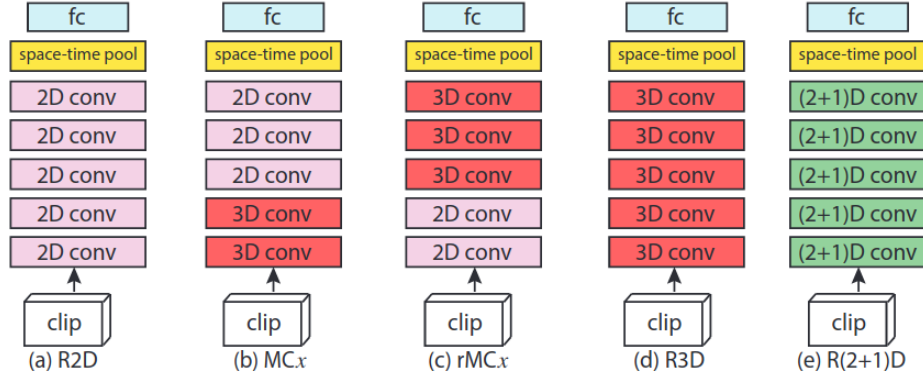 fc fc fc fc fc
space-time pool space-time pool space-time pool space-time pool space-time pool
2D conv 2D conv 3D conv 3D conv (2+1)D conv
2D conv 2D conv 3D conv 3D conv (2+1)D conv
2D conv 2D conv 3D conv 3D conv (2+1)D conv
2D conv 3D conv 2D conv 3D conv (2+1)D conv
2D conv 3D conv 2D conv 3D conv (2+1)D conv
clip clip clip clip clip
(a) R2D (b) MCx (c) rMCx (d) R3D (e) R(2+1)D